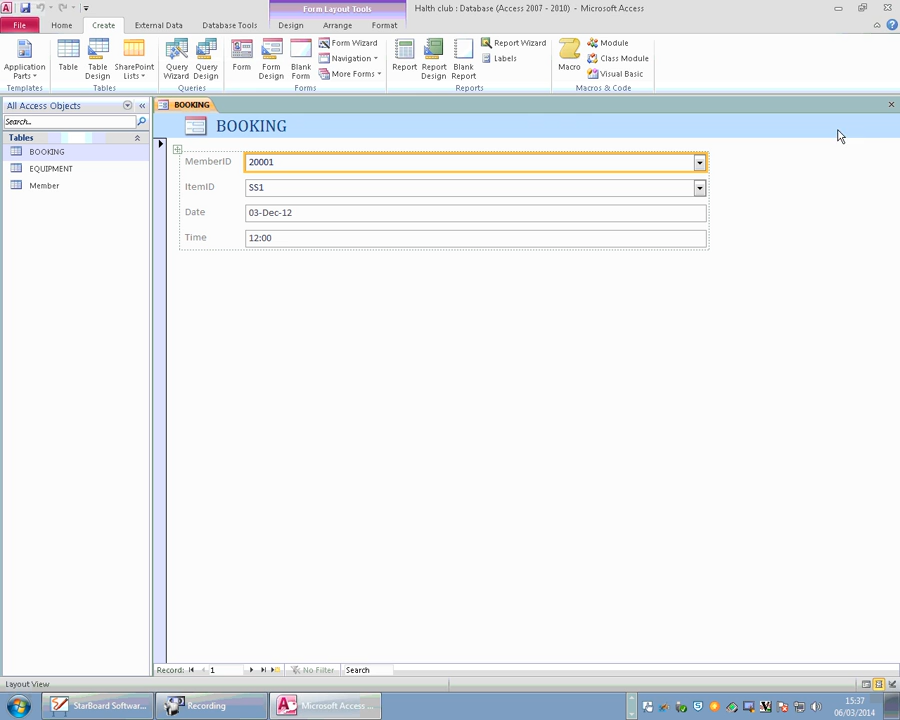 Form Layout Tools
Halth club : Database (Access 2007 - 2010) - Microsoft Access
File Home Create External Data Database Tools Design Arrange Format
Application Parts
Table
Table Design
SharePoint Lists
Query Wizard
Query Design
Form
Form Design
Blank Form
Form Wizard
Navigation
More Forms
Report
Report Design
Blank Report
Report Wizard
Labels
Macro
Module
Class Module
Visual Basic
Templates Tables Queries Forms Reports Macros & Code
All Access Objects
Search...
Tables
BOOKING
EQUIPMENT
Member
BOOKING
BOOKING
MemberID 20001
ItemID SS1
Date 03-Dec-12
Time 12:00
Record: 1 No Filter Search
Layout View
StarBoard Softwar... Recording Microsoft Access ...
15:37
06/03/2014